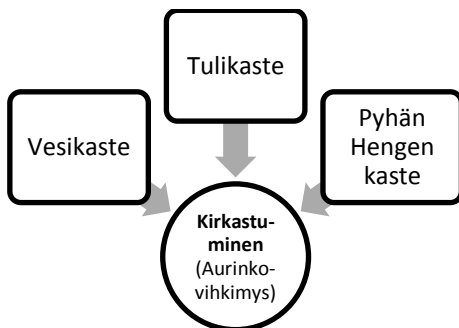 Tulikaste
Vesikaste
Pyhän
Hengen
kaste
Kirkastu-
minen
(Aurinko-
vihkimys)